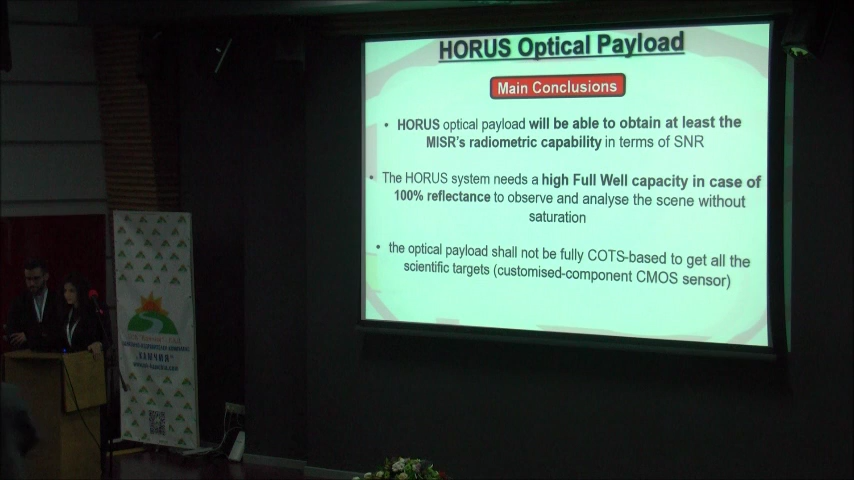 HORUS Optical Payload
Main Conclusions
• HORUS optical payload will be able to obtain at least the
MISR's radiometric capability in terms of SNR
• The HORUS system needs a high Full Well capacity in case of
100% reflectance to observe and analyse the scene without
saturation
• the optical payload shall not be fully COTS-based to get all the
scientific targets (customised-component CMOS sensor)
"КАМЧИЯ"